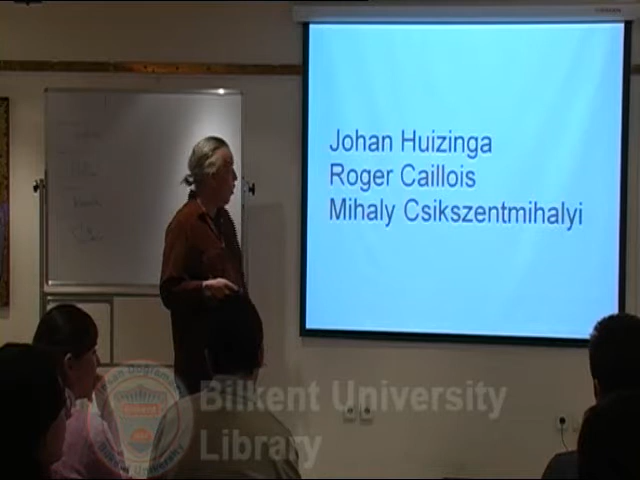 Johan Huizinga
Roger Caillois
Mihaly Csikszentmihalyi
Bilkent University
Library